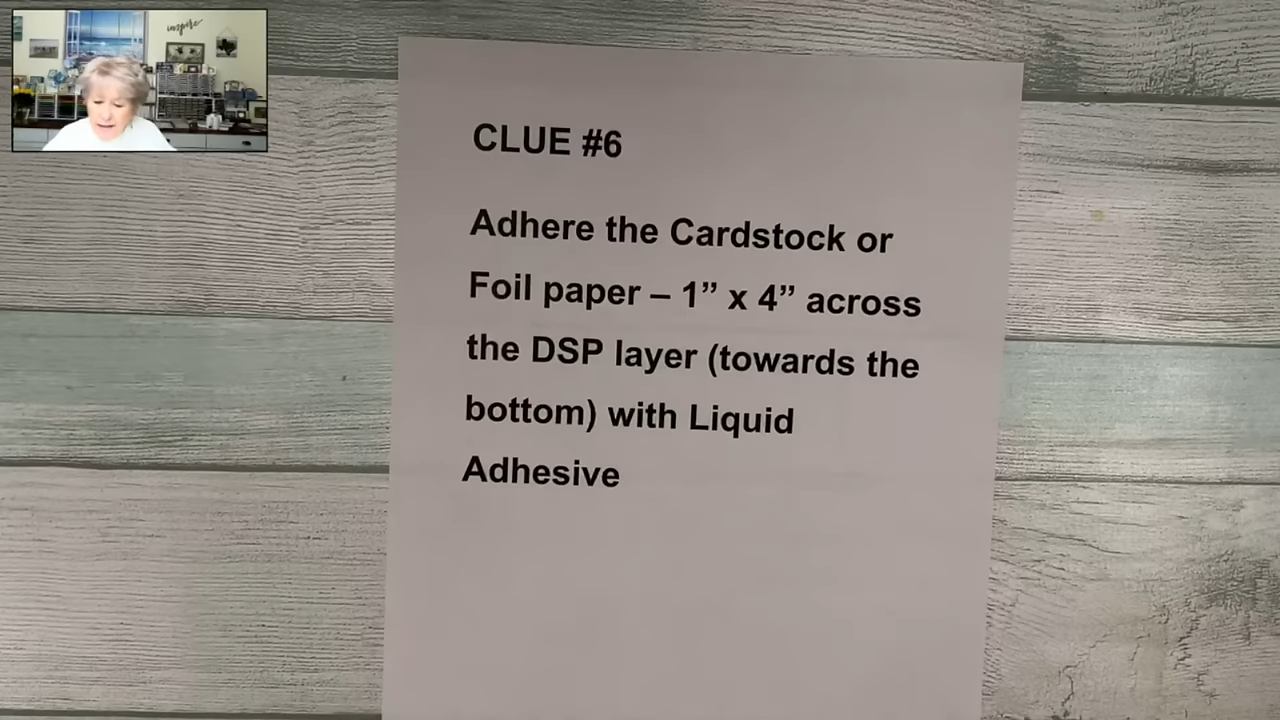 inspire
CLUE #6
Adhere the Cardstock or
Foil paper – 1” x 4” across
the DSP layer (towards the
bottom) with Liquid
Adhesive